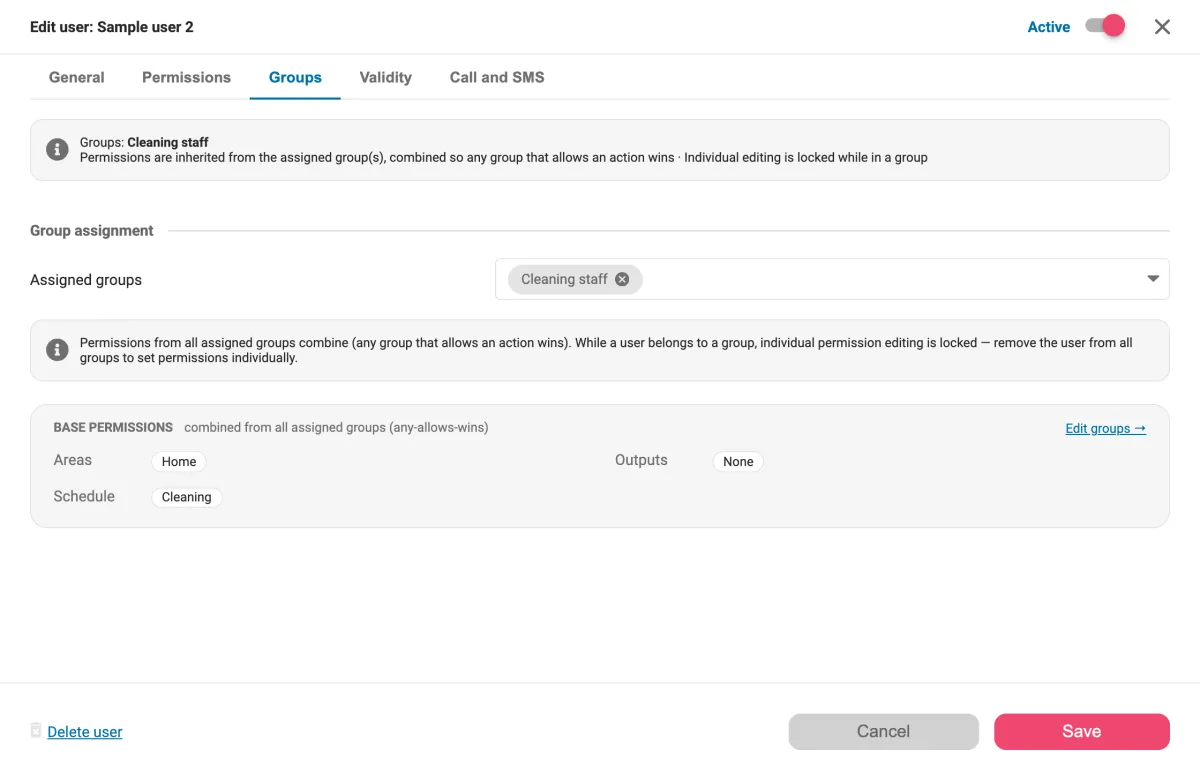 Edit user: Sample user 2
Active
General
Permissions
Groups
Validity
Call and SMS
Groups: Cleaning staff
Permissions are inherited from the assigned group(s), combined so any group that allows an action wins · Individual editing is locked while in a group
Group assignment
Assigned groups
Cleaning staff
Permissions from all assigned groups combine (any group that allows an action wins). While a user belongs to a group, individual permission editing is locked — remove the user from all
groups to set permissions individually.
BASE PERMISSIONS combined from all assigned groups (any-allows-wins)
Edit groups →
Areas
Home
Outputs
None
Schedule
Cleaning
Delete user
Cancel
Save